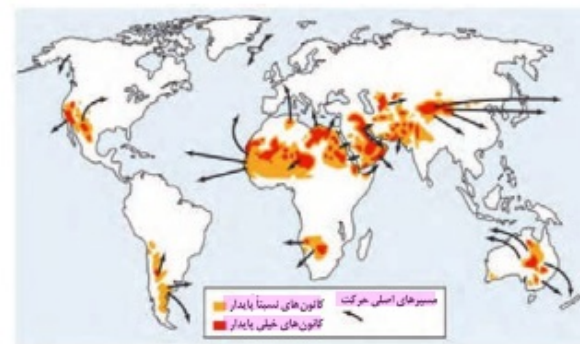 کانون‌های نسبتاً پایدار
مسیرهای اصلی حرکت
کانون‌های خیلی پایدار